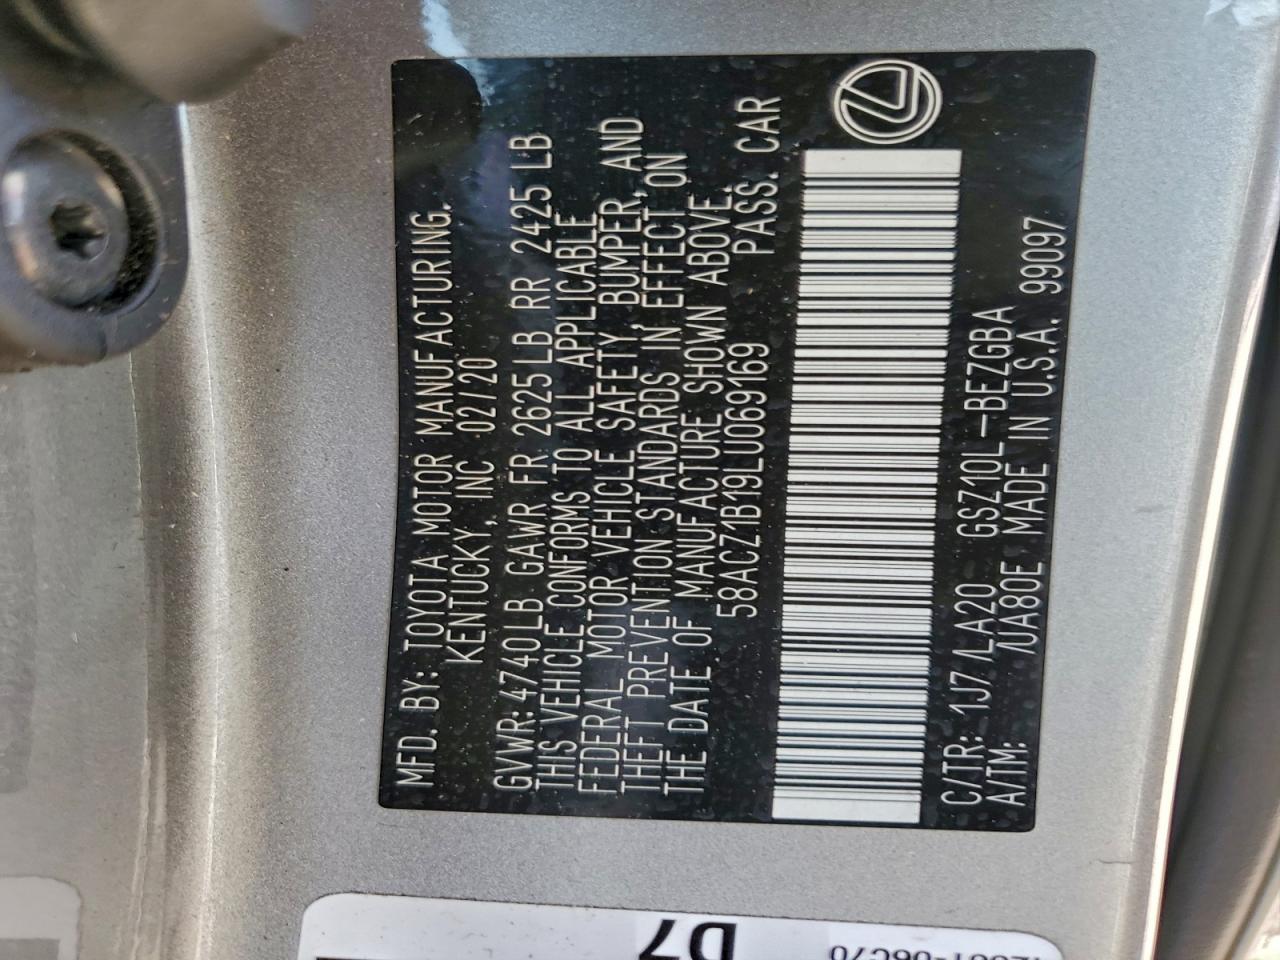 MFD. BY: TOYOTA MOTOR MANUFACTURING,
KENTUCKY, INC 02/20
GVWR: 4740LB GAWR FR 2625LB RR 2425 LB
THIS VEHICLE CONFORMS TO ALL APPLICABLE
FEDERAL MOTOR VEHICLE SAFETY, BUMPER, AND
THEFT PREVENTION STANDARDS IN EFFECT ON
THE DATE OF MANUFACTURE SHOWN ABOVE.
58ACZ1B19LU069169 PASS. CAR
C/TR: 1J7 /LA20 GSZ10L-BEZGBA
A/TM: /UA80E MADE IN U.S.A. 99097
D7